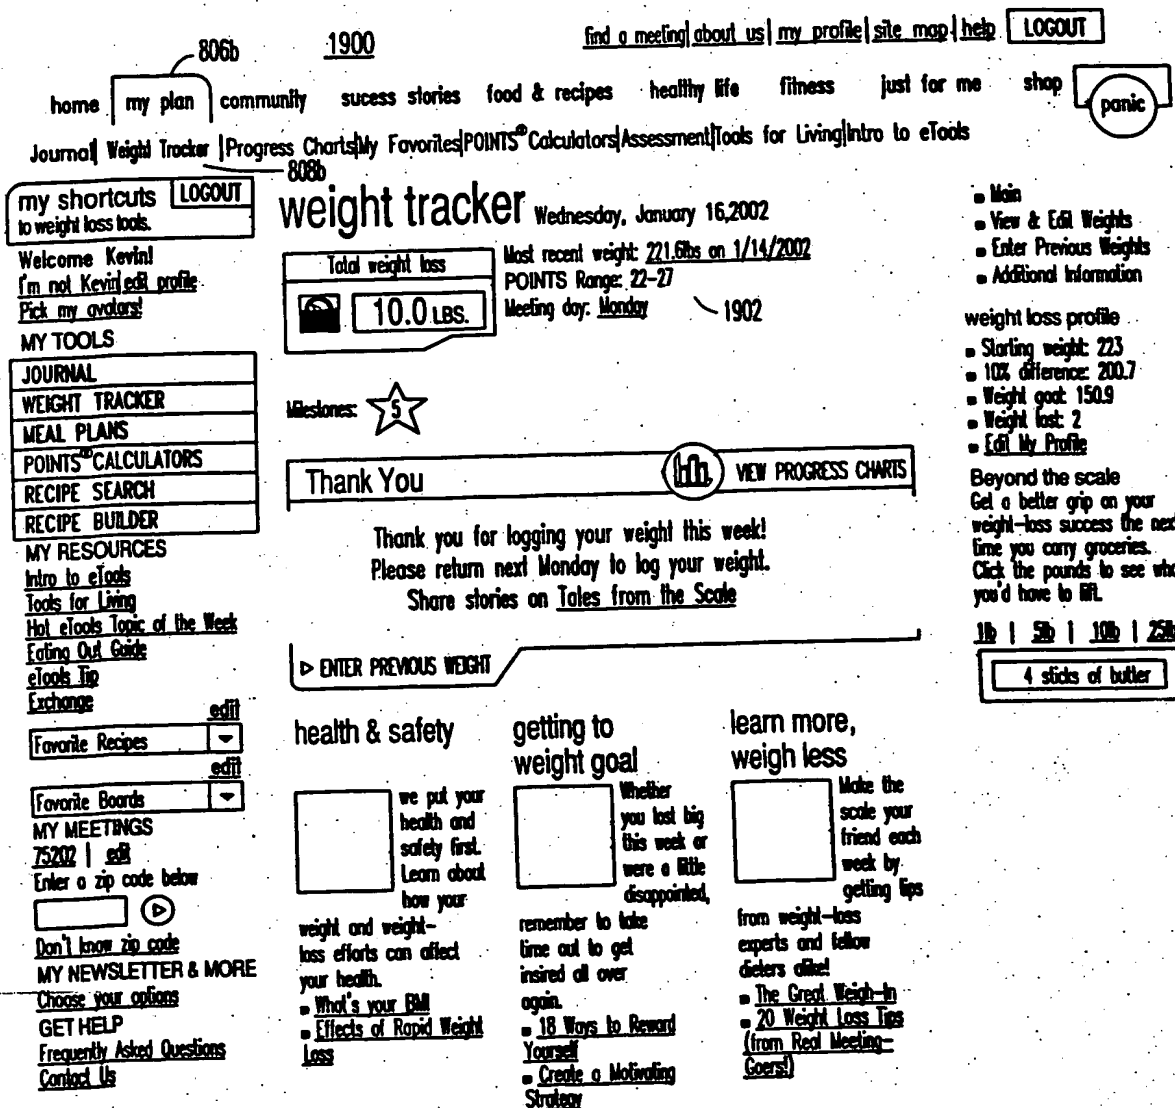 806b
1900
find a meeting| about us| my profile| site map| help LOGOUT
home my plan community sucess stories food & recipes healthy life fitness just for me shop panic
Journal| Weight Tracker |Progress Charts|My Favorites|POINTS® Calculators|Assessment|Tools for Living|Intro to eTools
808b
my shortcuts LOGOUT
to weight loss tools.
Welcome Kevin!
I'm not Kevin| edit profile
Pick my avatars!
MY TOOLS
JOURNAL
WEIGHT TRACKER
MEAL PLANS
POINTS® CALCULATORS
RECIPE SEARCH
RECIPE BUILDER
MY RESOURCES
Intro to eTools
Tools for Living
Hot eTools Topic of the Week
Eating Out Guide
eTools Tip
Exchange
edit
Favorite Recipes
edit
Favorite Boards
MY MEETINGS
75202 | edit
Enter a zip code below
Don't know zip code
MY NEWSLETTER & MORE
Choose your options
GET HELP
Frequently Asked Questions
Contact Us
weight tracker Wednesday, January 16,2002
Total weight loss
10.0 LBS.
Most recent weight: 221.6lbs on 1/14/2002
POINTS Range: 22-27
Meeting day: Monday
1902
Milestones: 5
Thank You
VIEW PROGRESS CHARTS
Thank you for logging your weight this week!
Please return next Monday to log your weight.
Share stories on Tales from the Scale
ENTER PREVIOUS WEIGHT
health & safety
we put your
health and
safety first.
Learn about
how your
weight and weight-
loss efforts can affect
your health.
What's your BMI
Effects of Rapid Weight
Loss
getting to
weight goal
Whether
you lost big
this week or
were a little
disappointed,
remember to take
time out to get
insired all over
again.
18 Ways to Reward
Yourself
Create a Motivating
Strategy
learn more,
weigh less
Make the
scale your
friend each
week by
getting tips
from weight-loss
experts and fellow
dieters alike!
The Great Weigh-In
20 Weight Loss Tips
(from Real Meeting-
Goers!)
Main
View & Edit Weights
Enter Previous Weights
Additional Information
weight loss profile
Starting weight: 223
10% difference: 200.7
Weight goal: 150.9
Weight lost: 2
Edit My Profile
Beyond the scale
Get a better grip on your
weight-loss success the next
time you carry groceries.
Click the pounds to see wha
you'd have to lift.
1lb | 5lb | 10lb | 25lb
4 sticks of butter